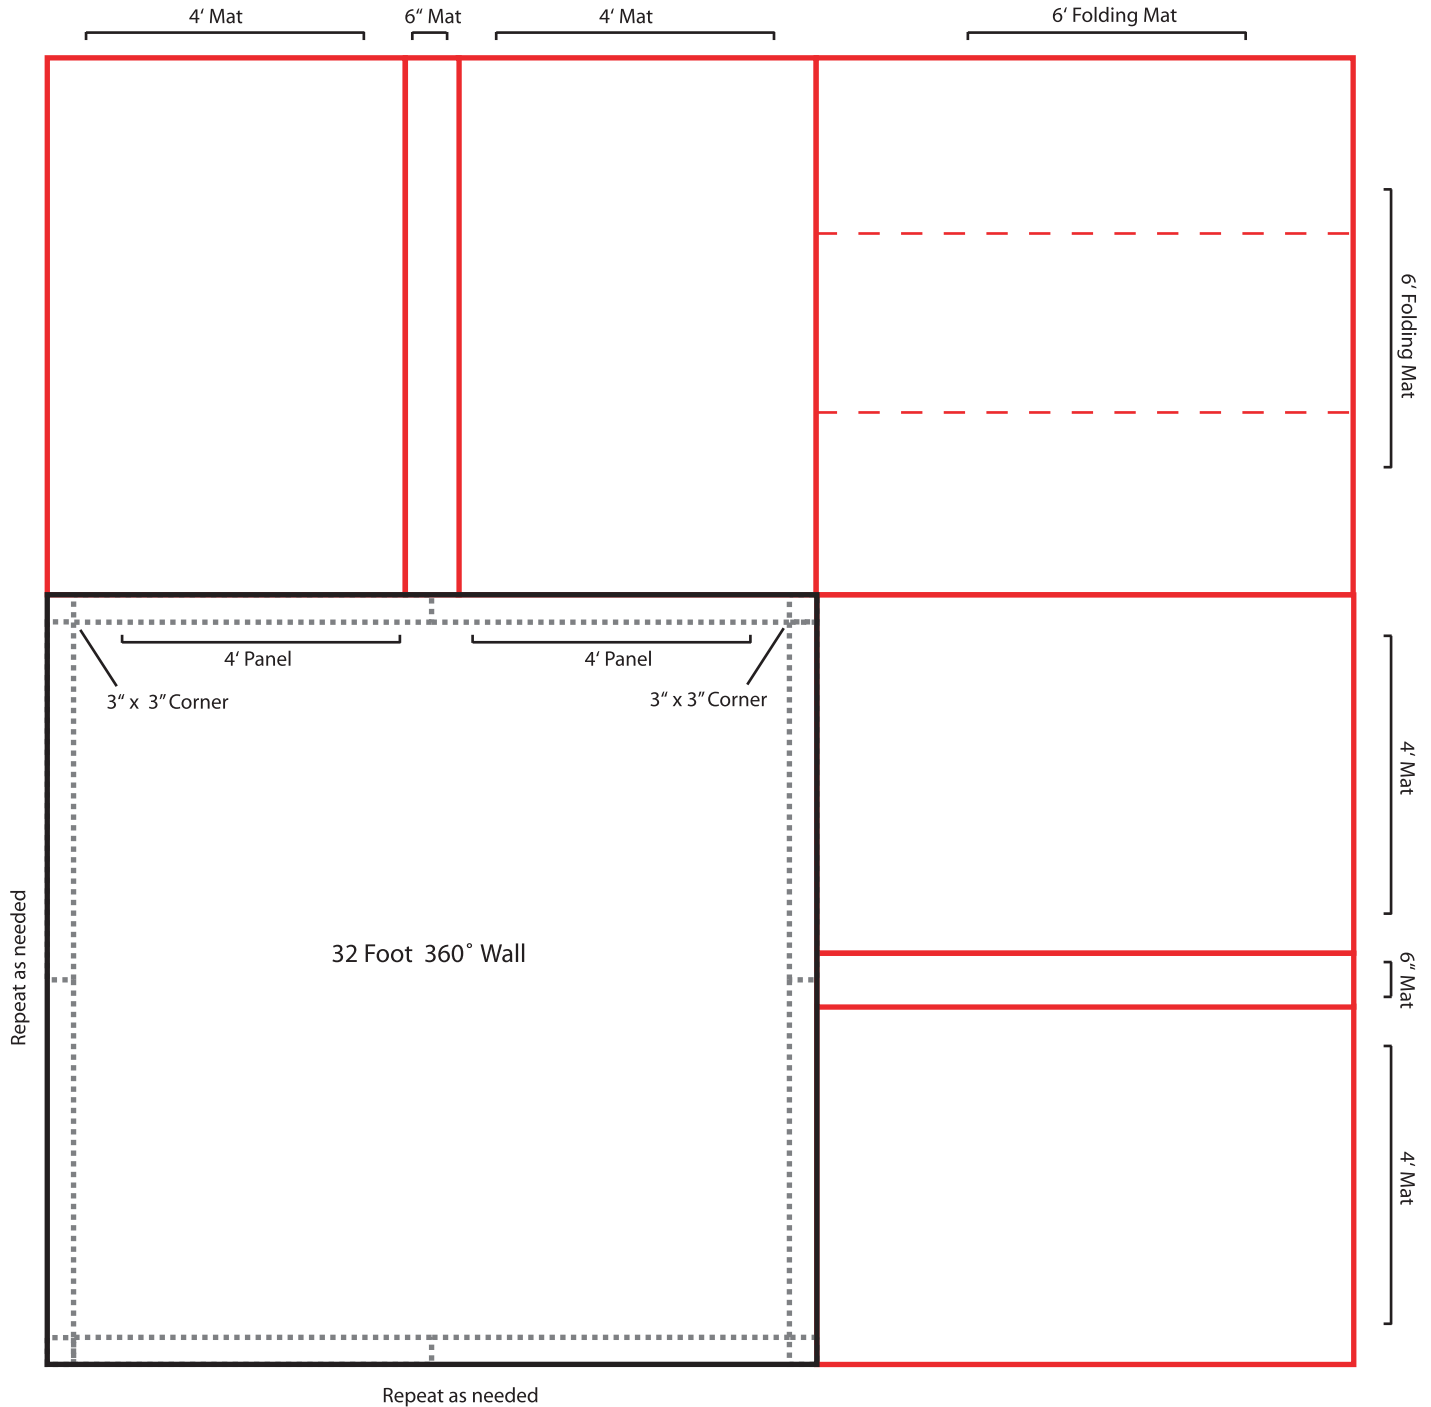 4‘ Mat
6“ Mat
4‘ Mat
6‘ Folding Mat
6‘ Folding Mat
4‘ Panel
4‘ Panel
3“ x  3” Corner
3“ x 3” Corner
4‘ Mat
32 Foot  360˚ Wall
Repeat as needed
6“ Mat
4‘ Mat
Repeat as needed